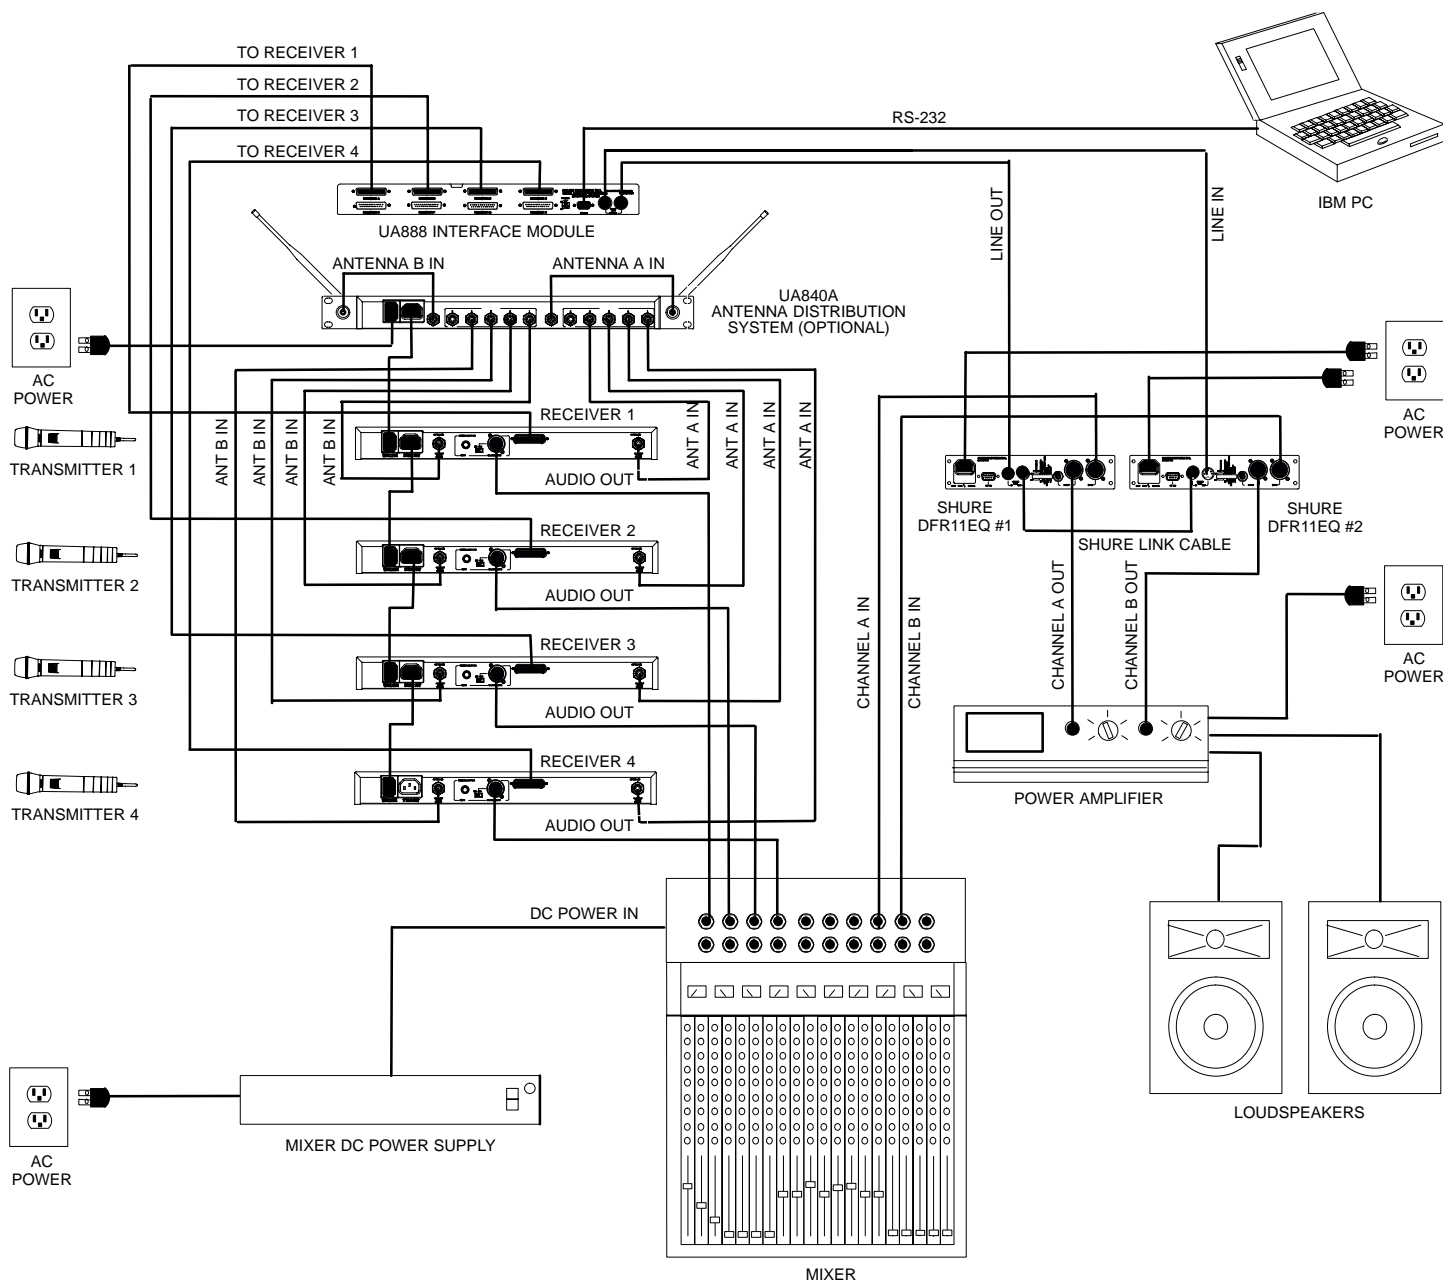 TO RECEIVER 1
TO RECEIVER 2
TO RECEIVER 3
TO RECEIVER 4
RS-232
IBM PC
UA888 INTERFACE MODULE
LINE OUT
LINE IN
ANTENNA B IN
ANTENNA A IN
UA840A
ANTENNA DISTRIBUTION
SYSTEM (OPTIONAL)
AC
POWER
AC
POWER
TRANSMITTER 1
ANT B IN
ANT B IN
ANT B IN
ANT B IN
RECEIVER 1
ANT A IN
ANT A IN
ANT A IN
ANT A IN
AUDIO OUT
SHURE
DFR11EQ #1
SHURE
DFR11EQ #2
SHURE LINK CABLE
TRANSMITTER 2
RECEIVER 2
AUDIO OUT
CHANNEL A IN
CHANNEL B IN
CHANNEL A OUT
CHANNEL B OUT
AC
POWER
TRANSMITTER 3
RECEIVER 3
AUDIO OUT
TRANSMITTER 4
RECEIVER 4
AUDIO OUT
POWER AMPLIFIER
DC POWER IN
LOUDSPEAKERS
MIXER DC POWER SUPPLY
AC
POWER
MIXER